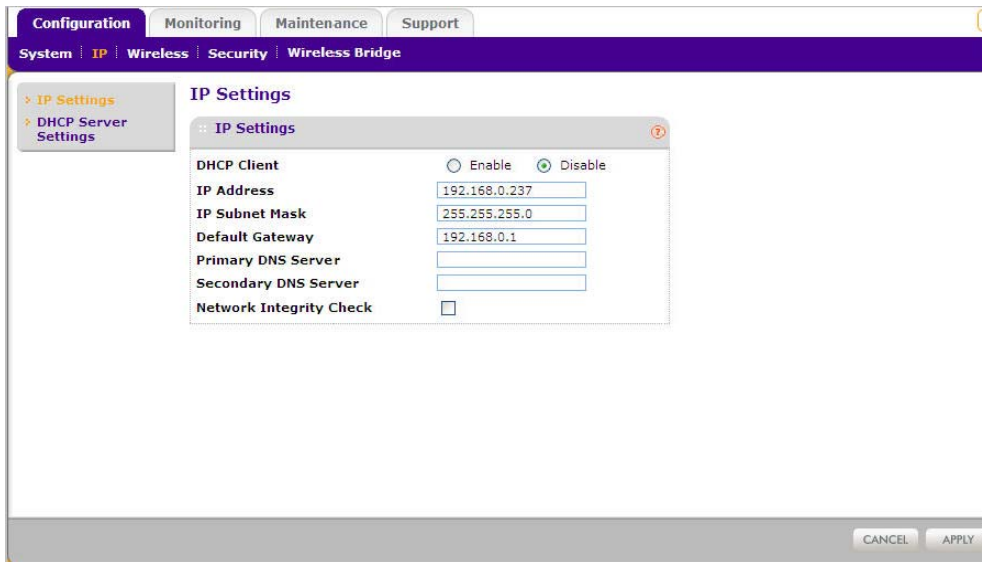 Configuration Monitoring Maintenance Support
System IP Wireless Security Wireless Bridge
IP Settings
DHCP Server
Settings
IP Settings
IP Settings ?
DHCP Client Enable Disable
IP Address 192.168.0.237
IP Subnet Mask 255.255.255.0
Default Gateway 192.168.0.1
Primary DNS Server
Secondary DNS Server
Network Integrity Check
CANCEL APPLY